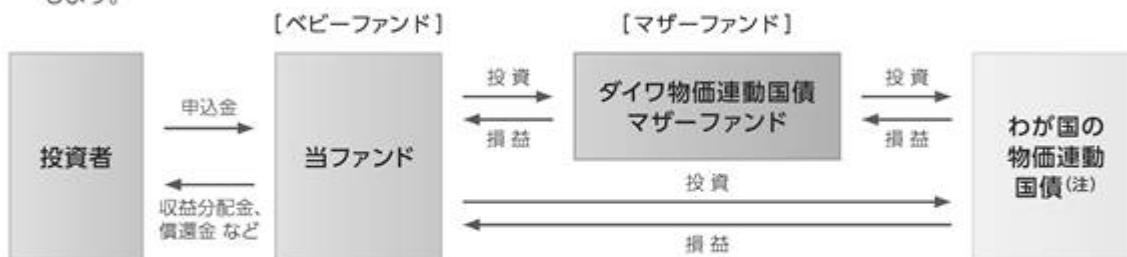 します。
[ベビーファンド]
[マザーファンド]
投資者
申込金
収益分配金、
償還金 など
当ファンド
投資
損益
ダイワ物価連動国債
マザーファンド
投資
損益
投資
損益
わが国の
物価連動
国債(注)